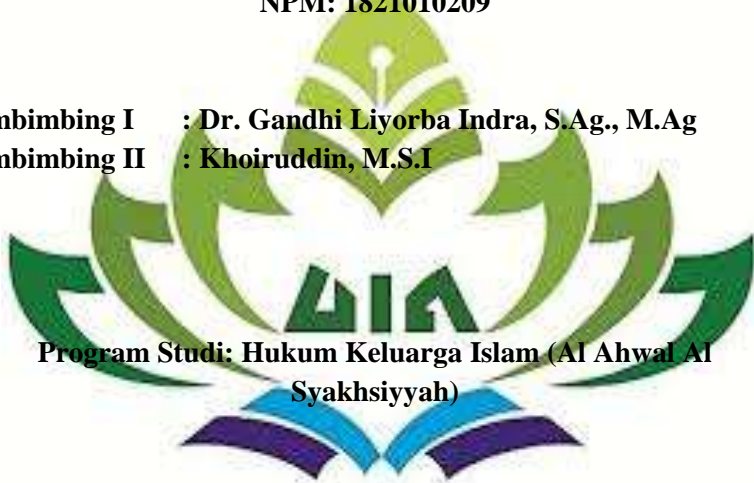 NPM: 1821010209
mbimbing I : Dr. Gandhi Liyorba Indra, S.Ag., M.Ag
mbimbing II : Khoiruddin, M.S.I
UIN
Program Studi: Hukum Keluarga Islam (Al Ahwal Al
Syakhsiyyah)